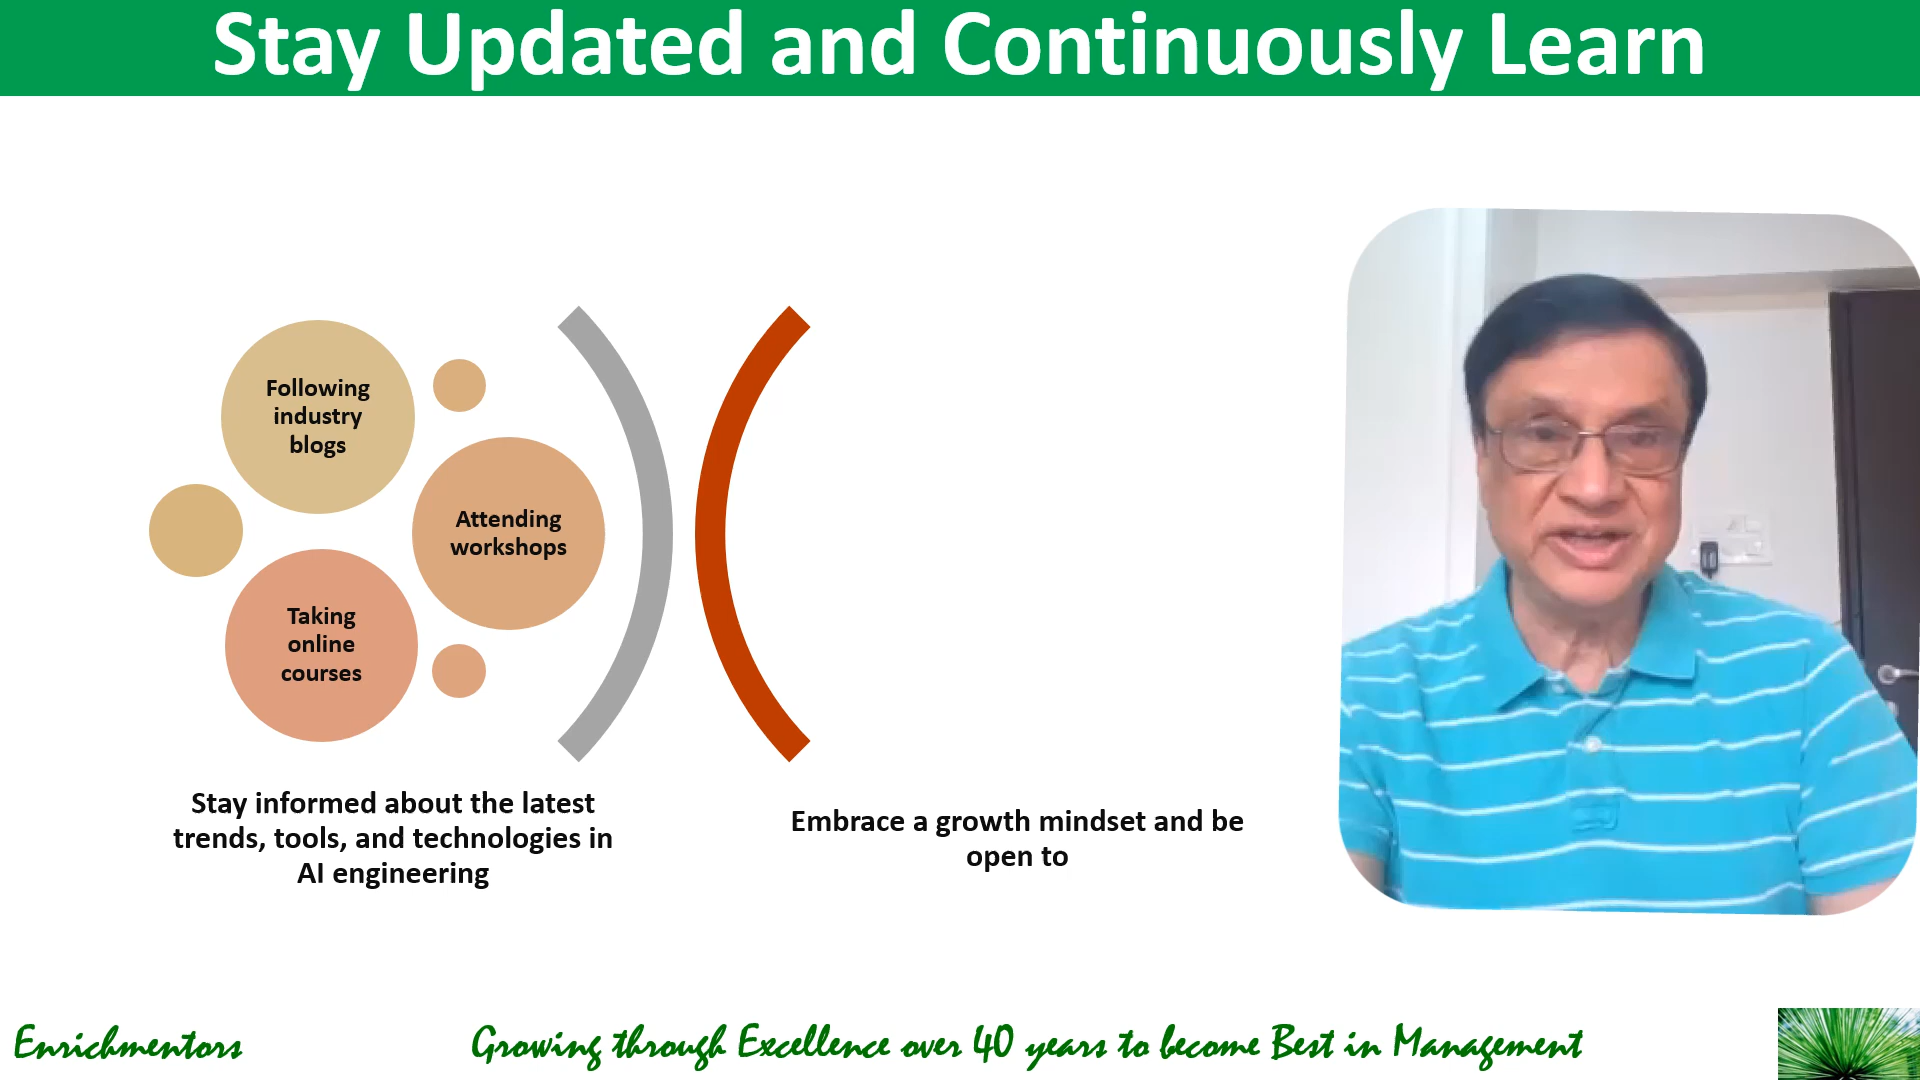 Stay Updated and Continuously Learn
Following
industry
blogs
Attending
workshops
Taking
online
courses
Stay informed about the latest
trends, tools, and technologies in
AI engineering
Embrace a growth mindset and be
open to
Enrichmentors
Growing through Excellence over 40 years to become Best in Management